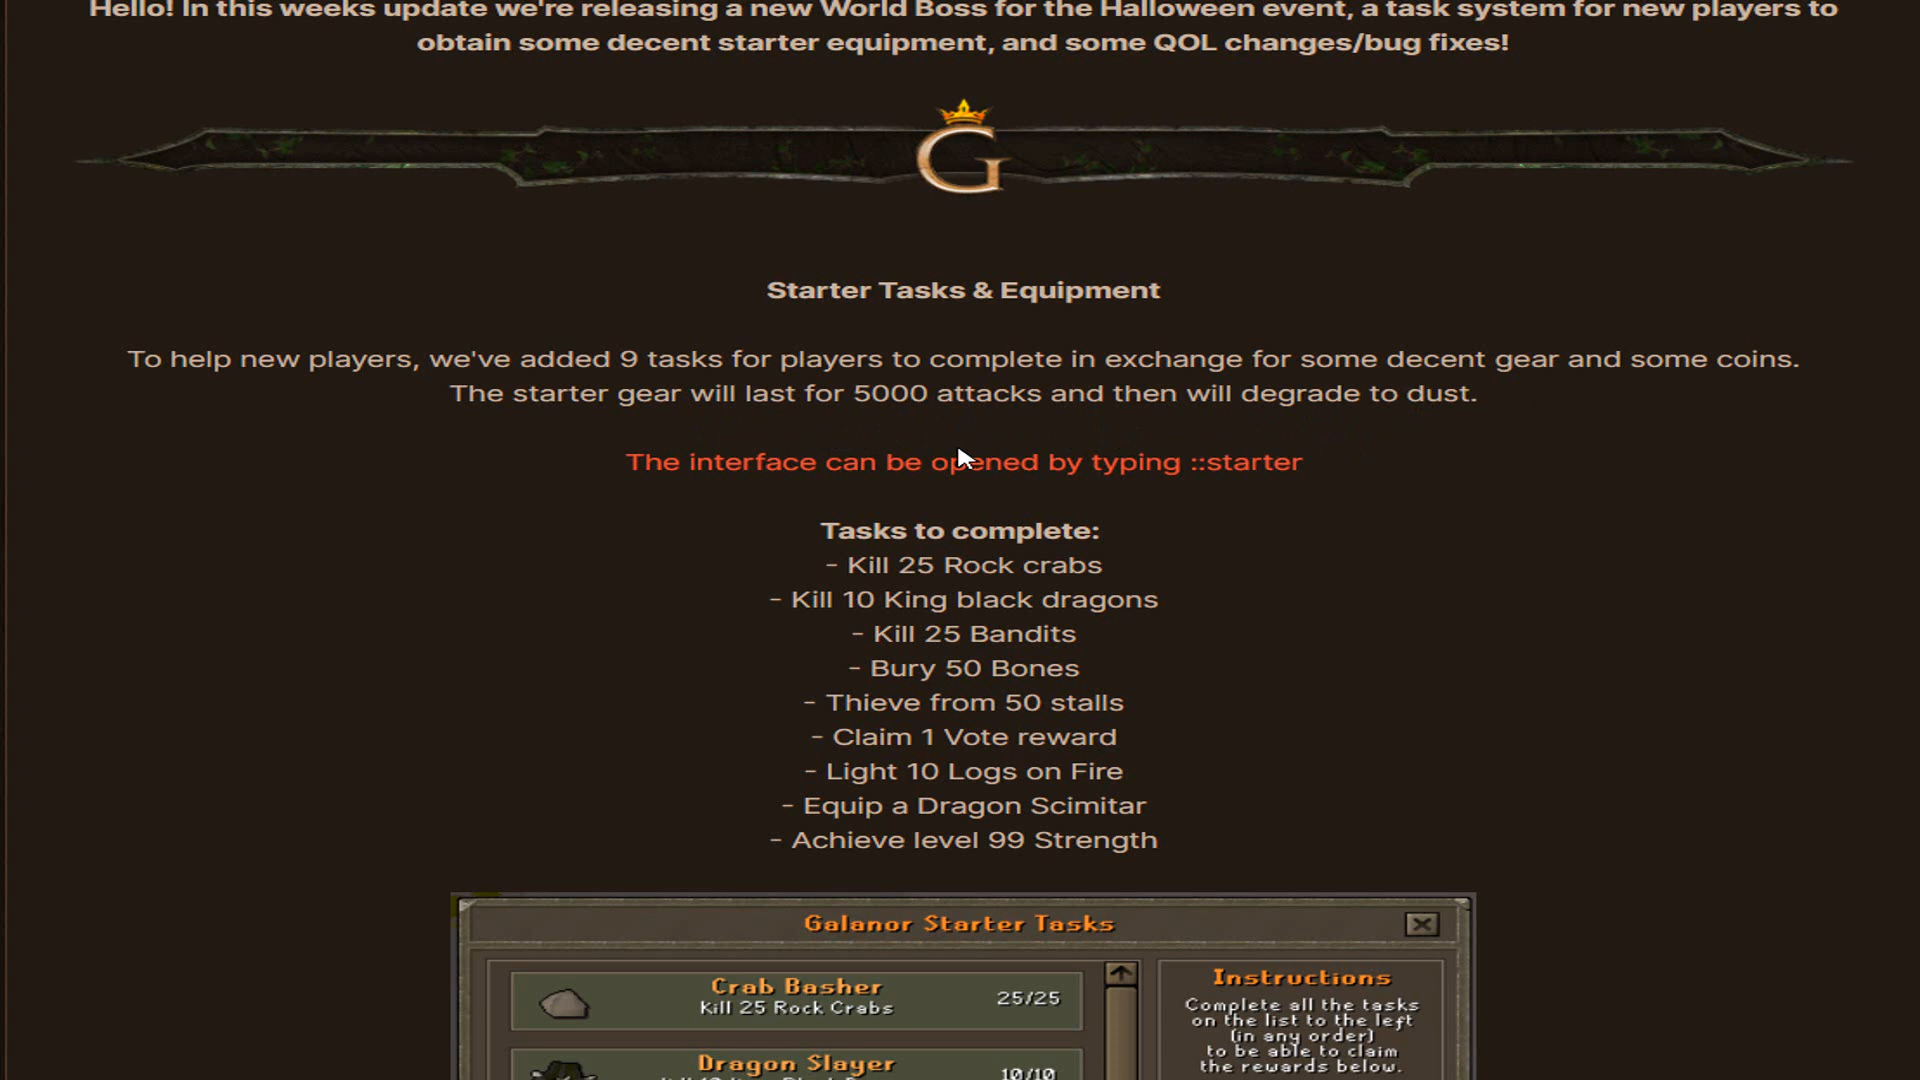 Hello! In this weeks update we're releasing a new World Boss for the Halloween event, a task system for new players to
obtain some decent starter equipment, and some QOL changes/bug fixes!
G
Starter Tasks & Equipment
To help new players, we've added 9 tasks for players to complete in exchange for some decent gear and some coins.
The starter gear will last for 5000 attacks and then will degrade to dust.
The interface can be opened by typing ::starter
Tasks to complete:
- Kill 25 Rock crabs
- Kill 10 King black dragons
- Kill 25 Bandits
- Bury 50 Bones
- Thieve from 50 stalls
- Claim 1 Vote reward
- Light 10 Logs on Fire
- Equip a Dragon Scimitar
- Achieve level 99 Strength
Galanor Starter Tasks
Crab Basher
Kill 25 Rock Crabs
25/25
Dragon Slayer
10/10
Instructions
Complete all the tasks
on the list to the left
(in any order)
to be able to claim
the rewards below.